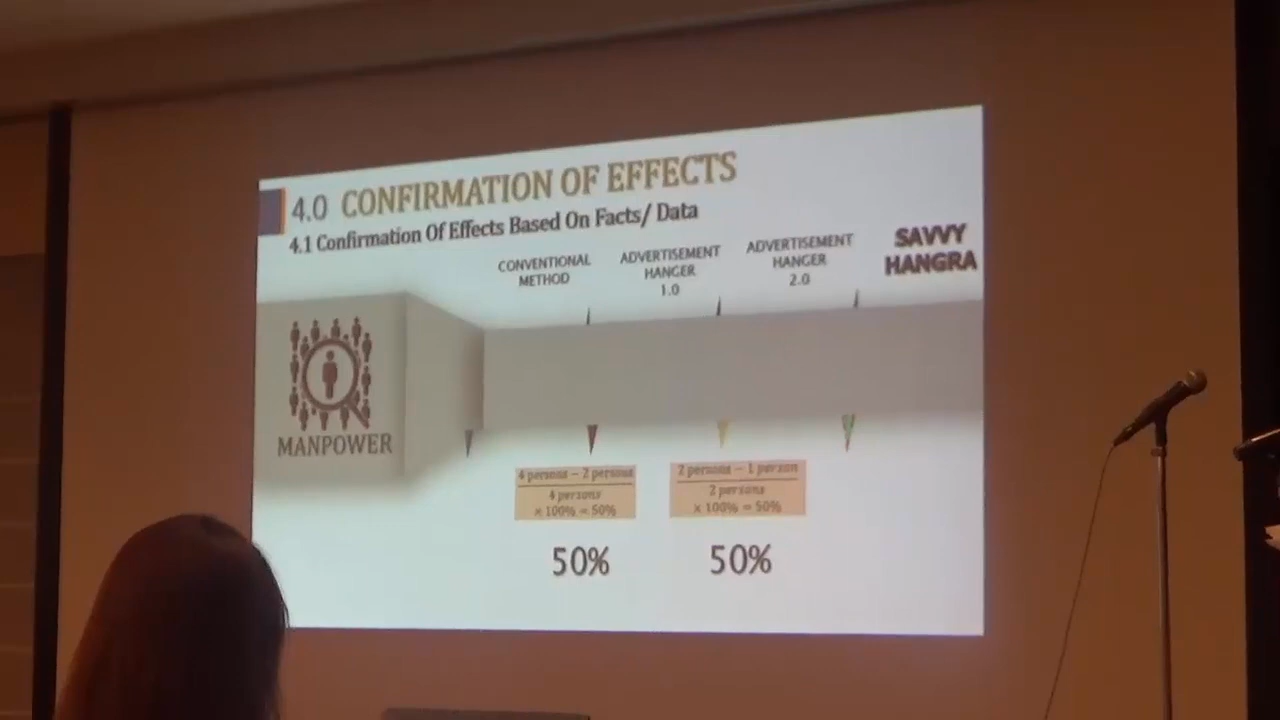 4.0 CONFIRMATION OF EFFECTS
4.1 Confirmation Of Effects Based On Facts/ Data
CONVENTIONAL
METHOD
ADVERTISEMENT
HANGER
1.0
ADVERTISEMENT
HANGER
2.0
SAVVY
HANGRA
MANPOWER
4 persons − 2 persons
4 persons
× 100% = 50%
2 persons − 1 person
2 persons
× 100% = 50%
50%
50%